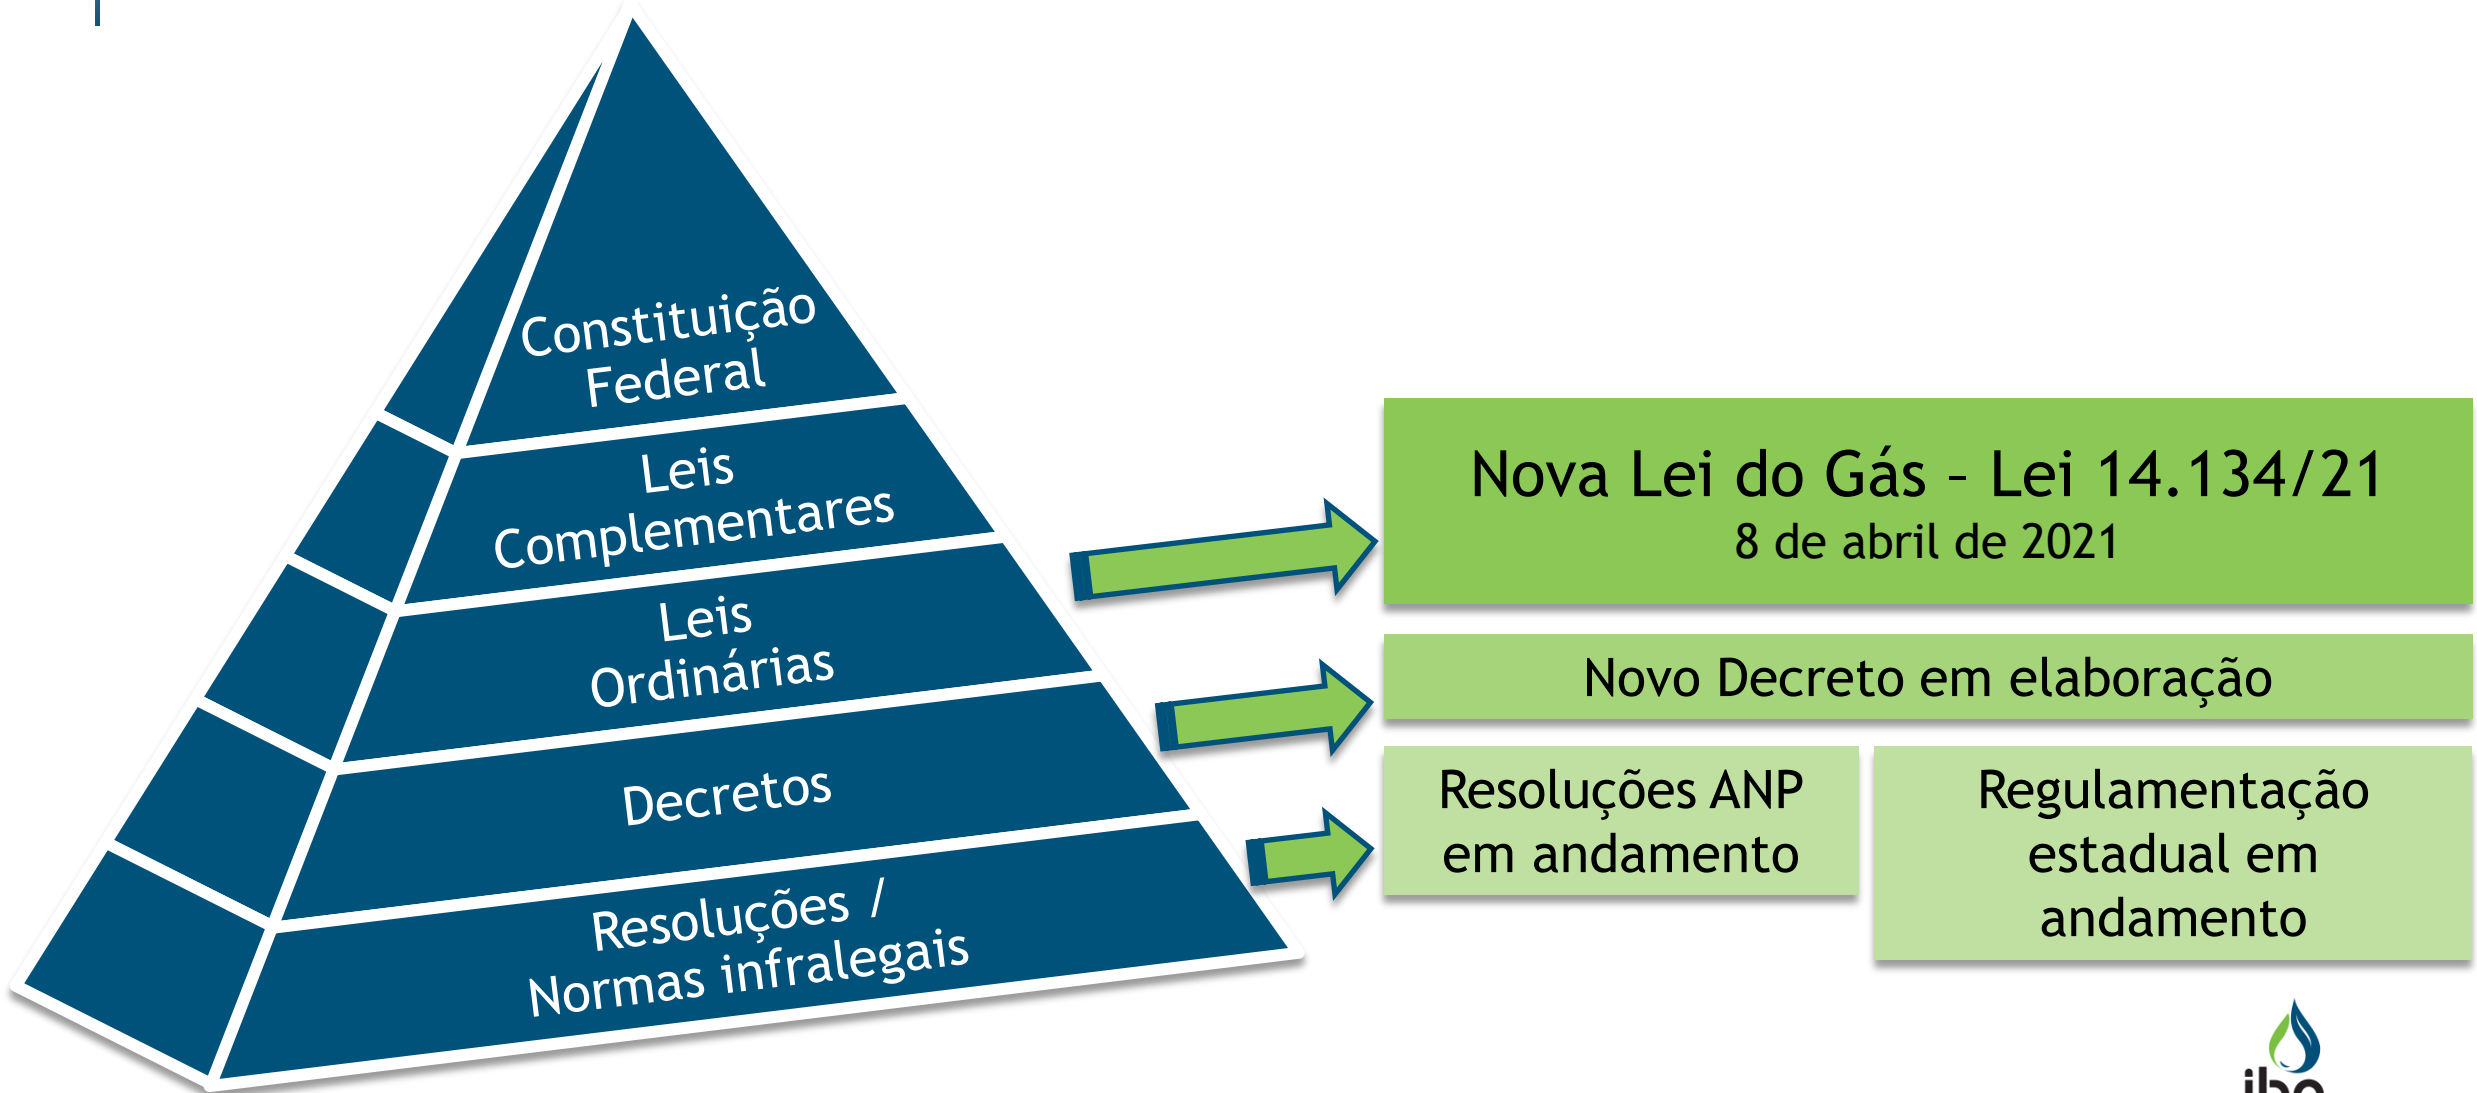 Constituição
Federal
Leis
Complementares
Leis
Ordinárias
Decretos
Resoluções /
Normas infralegais
Nova Lei do Gás – Lei 14.134/21
8 de abril de 2021
Novo Decreto em elaboração
Resoluções ANP
em andamento
Regulamentação
estadual em
andamento